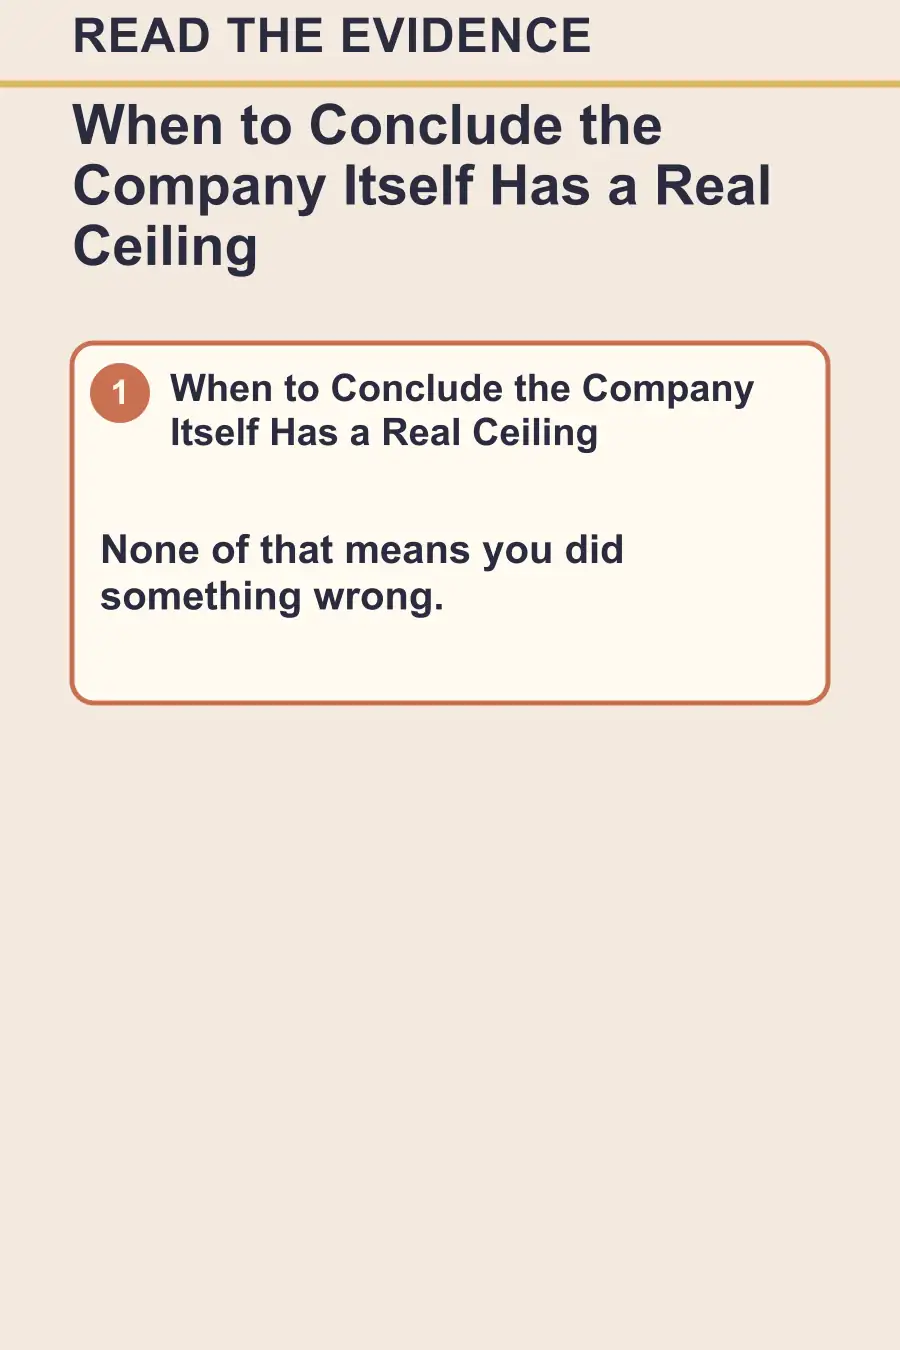 READ THE EVIDENCE
When to Conclude the
Company Itself Has a Real
Ceiling
1
When to Conclude the Company
Itself Has a Real Ceiling
None of that means you did
something wrong.